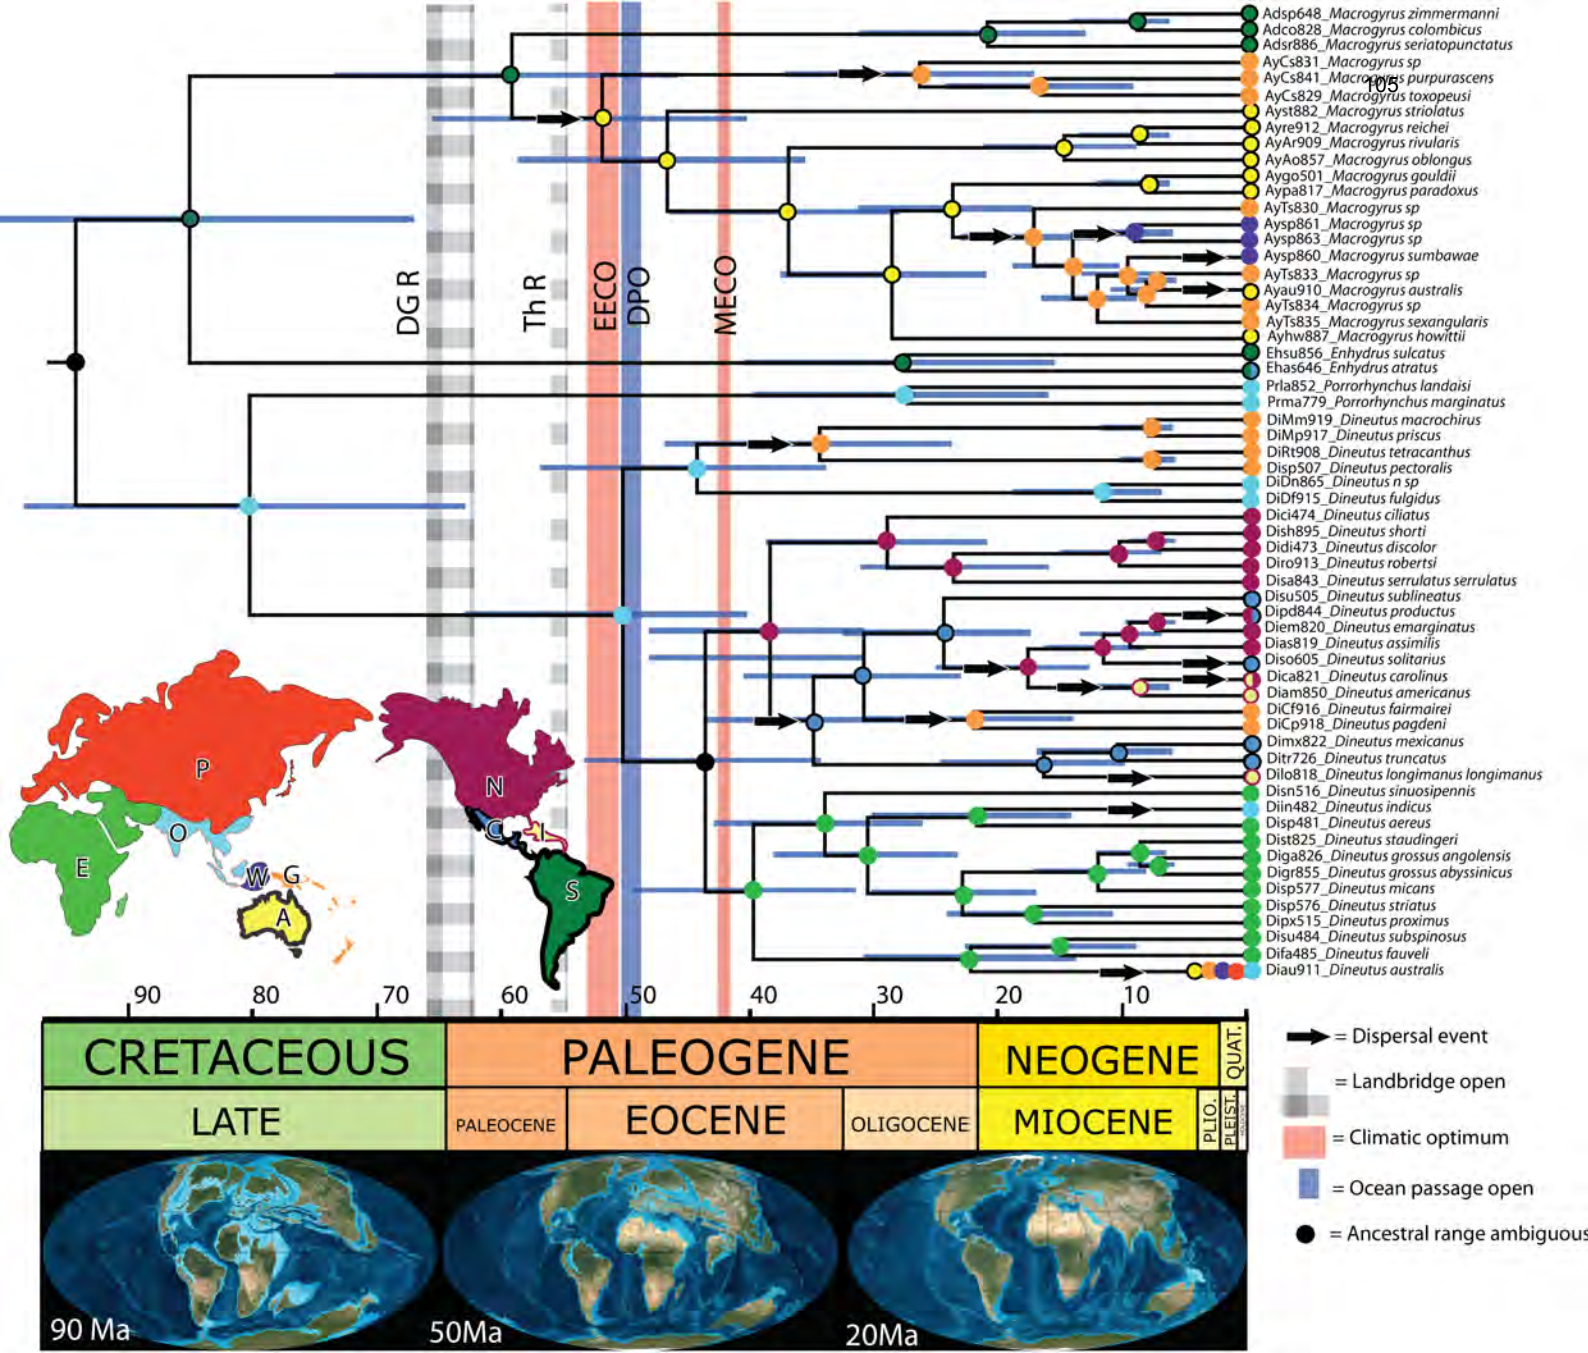 Adsp648_Macrogyrus zimmermanni
Adco828_Macrogyrus colombicus
Adsr886_Macrogyrus seriatopunctatus
AyCs831_Macrogyrus sp
AyCs841_Macrogyrus purpurascens
105
AyCs829_Macrogyrus toxopeusi
Ayst882_Macrogyrus striolatus
Ayre912_Macrogyrus reichei
AyAr909_Macrogyrus rivularis
AyAo857_Macrogyrus oblongus
Aygo501_Macrogyrus gouldii
Aypa817_Macrogyrus paradoxus
AyTs830_Macrogyrus sp
Aysp861_Macrogyrus sp
Aysp863_Macrogyrus sp
Aysp860_Macrogyrus sumbawae
AyTs833_Macrogyrus sp
Ayau910_Macrogyrus australis
AyTs834_Macrogyrus sp
AyTs835_Macrogyrus sexangularis
Ayhw887_Macrogyrus howittii
Ehsu856_Enhydrus sulcatus
Ehas646_Enhydrus atratus
Prla852_Porrorhynchus landaisi
Prma779_Porrorhynchus marginatus
DiMm919_Dineutus macrochirus
DiMp917_Dineutus priscus
DiRt908_Dineutus tetracanthus
Disp507_Dineutus pectoralis
DiDn865_Dineutus n sp
DiDf915_Dineutus fulgidus
Dici474_Dineutus ciliatus
Dish895_Dineutus shorti
Didi473_Dineutus discolor
Diro913_Dineutus robertsi
Disa843_Dineutus serrulatus serrulatus
Disu505_Dineutus sublineatus
Dipd844_Dineutus productus
Diem820_Dineutus emarginatus
Dias819_Dineutus assimilis
Diso605_Dineutus solitarius
Dica821_Dineutus carolinus
Diam850_Dineutus americanus
DiCf916_Dineutus fairmairei
DiCp918_Dineutus pagdeni
Dimx822_Dineutus mexicanus
Ditr726_Dineutus truncatus
Dilo818_Dineutus longimanus longimanus
Disn516_Dineutus sinuosipennis
Diin482_Dineutus indicus
Disp481_Dineutus aereus
Dist825_Dineutus staudingeri
Diga826_Dineutus grossus angolensis
Digr855_Dineutus grossus abyssinicus
Disp577_Dineutus micans
Disp576_Dineutus striatus
Dipx515_Dineutus proximus
Disu484_Dineutus subspinosus
Difa485_Dineutus fauveli
Diau911_Dineutus australis
DG R
Th R
EECO
DPO
MECO
P
N
O
C
I
E
W
G
S
A
90 80 70 60 50 40 30 20 10
CRETACEOUS PALEOGENE NEOGENE QUAT.
LATE PALEOCENE EOCENE OLIGOCENE MIOCENE PLIO. PLEIST.
90 Ma 50Ma 20Ma
= Dispersal event
= Landbridge open
= Climatic optimum
= Ocean passage open
= Ancestral range ambiguous